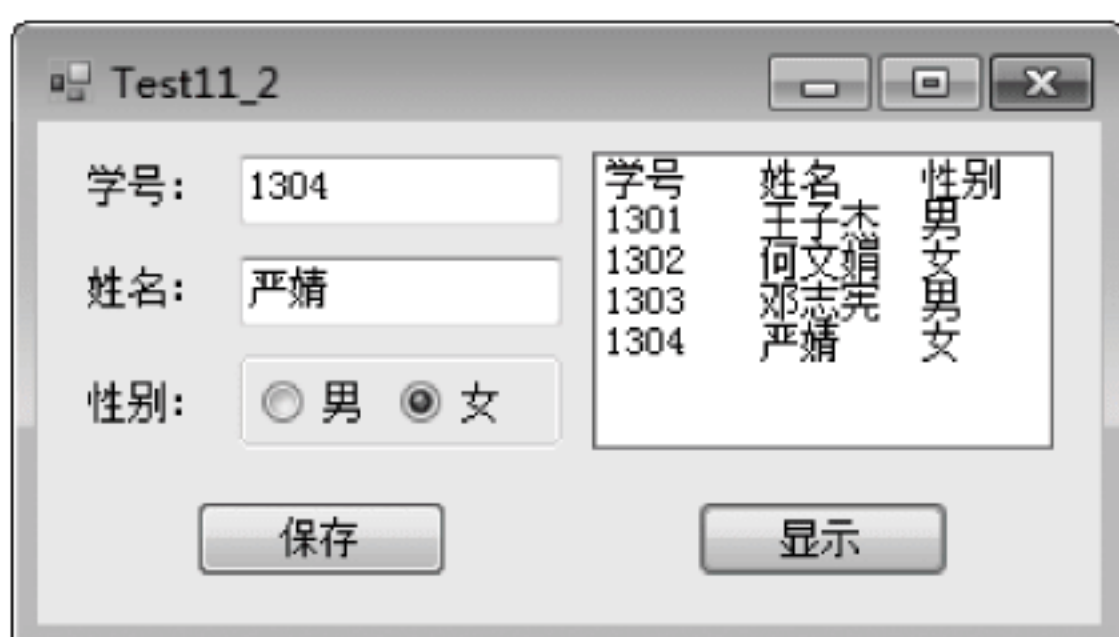 Test11_2
学号: 1304
姓名: 严婧
性别: 男 女
学号 姓名 性别
1301 王子杰 男
1302 何文娟 女
1303 邓志宪 男
1304 严婧 女
保存 显示